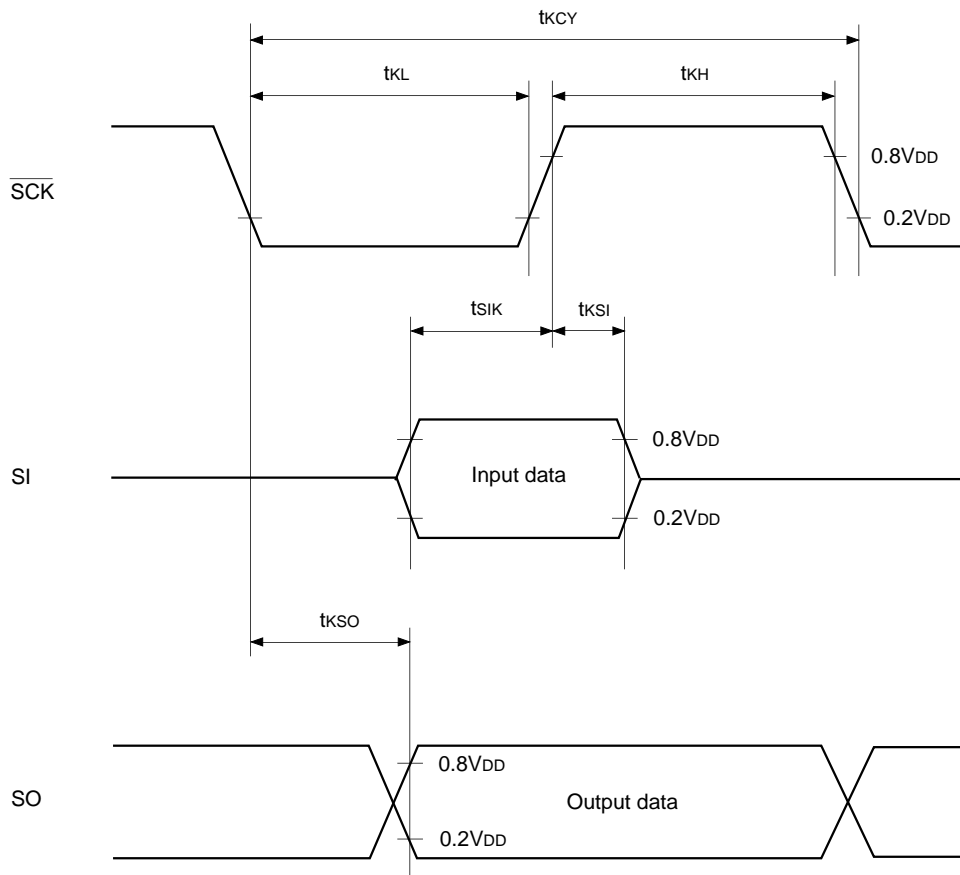 tKCY
tKL
tKH
SCK
0.8VDD
0.2VDD
tSIK
tKSI
SI
Input data
0.8VDD
0.2VDD
tKSO
SO
0.8VDD
Output data
0.2VDD